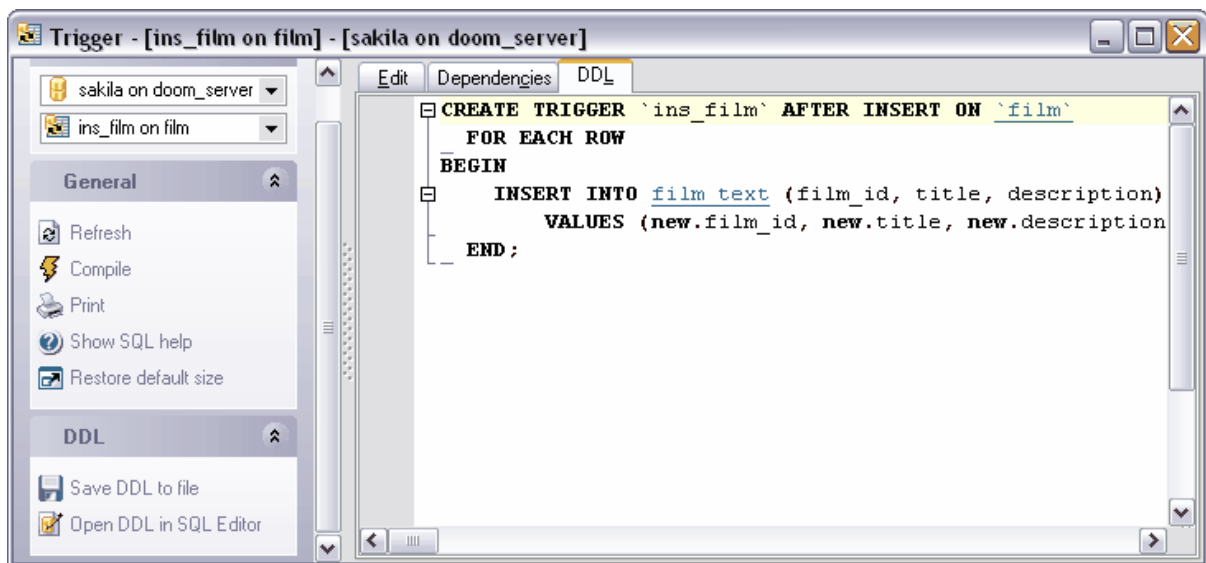 Trigger - [ins_film on film] - [sakila on doom_server]
sakila on doom_server
ins_film on film
General
Refresh
Compile
Print
Show SQL help
Restore default size
DDL
Save DDL to file
Open DDL in SQL Editor
Edit Dependencies DDL
CREATE TRIGGER `ins_film` AFTER INSERT ON `film`
FOR EACH ROW
BEGIN
INSERT INTO film_text (film_id, title, description)
VALUES (new.film_id, new.title, new.description
END;